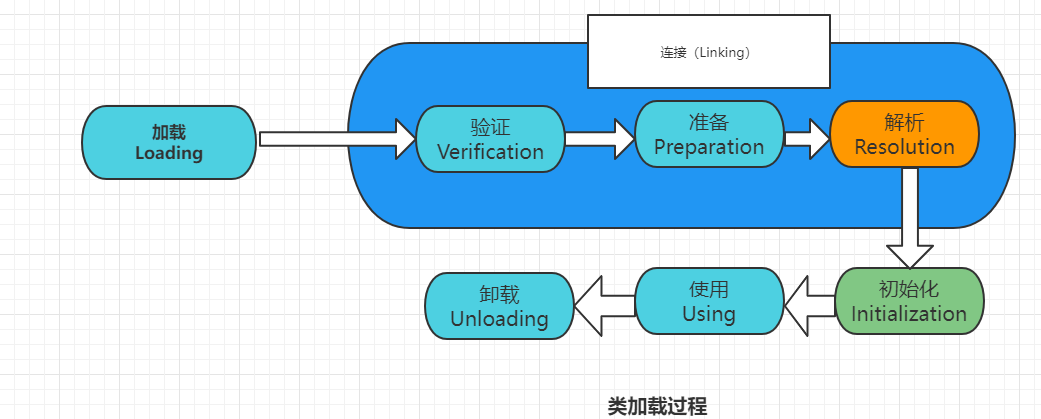 连接（Linking）
加载
Loading
验证
Verification
准备
Preparation
解析
Resolution
卸载
Unloading
使用
Using
初始化
Initialization
类加载过程